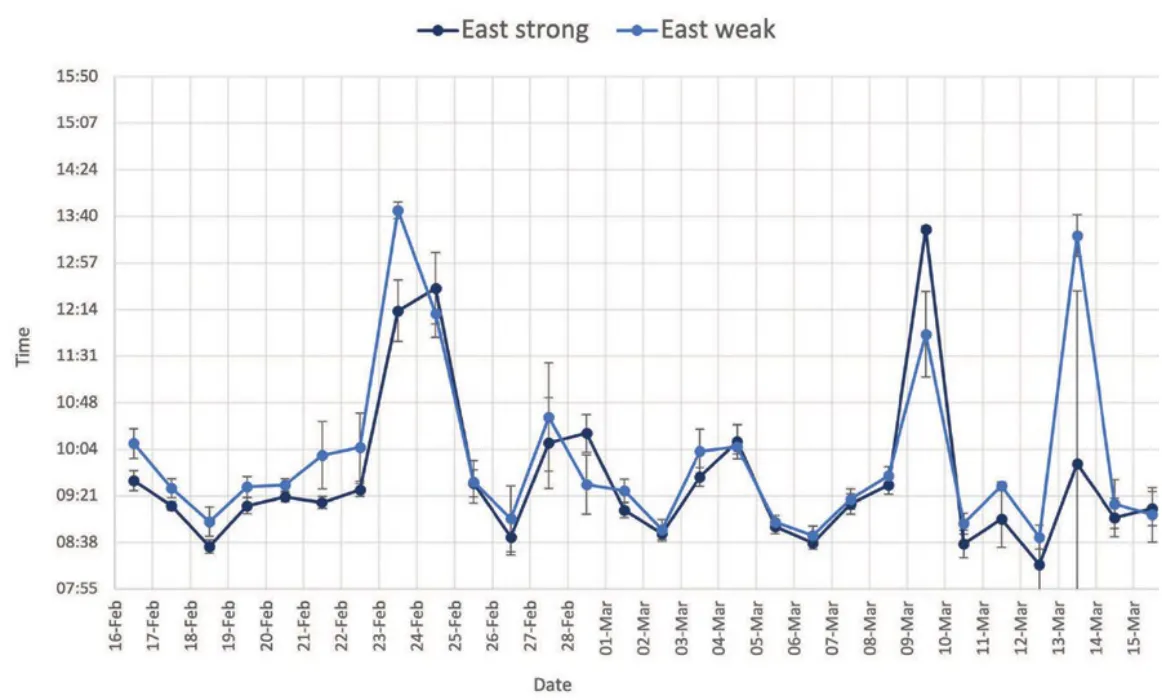 East strong East weak
15:50
15:07
14:24
13:40
12:57
12:14
11:31
10:48
10:04
09:21
08:38
07:55
Time
16-Feb
17-Feb
18-Feb
19-Feb
20-Feb
21-Feb
22-Feb
23-Feb
24-Feb
25-Feb
26-Feb
27-Feb
28-Feb
01-Mar
02-Mar
03-Mar
04-Mar
05-Mar
06-Mar
07-Mar
08-Mar
09-Mar
10-Mar
11-Mar
12-Mar
13-Mar
14-Mar
15-Mar
Date